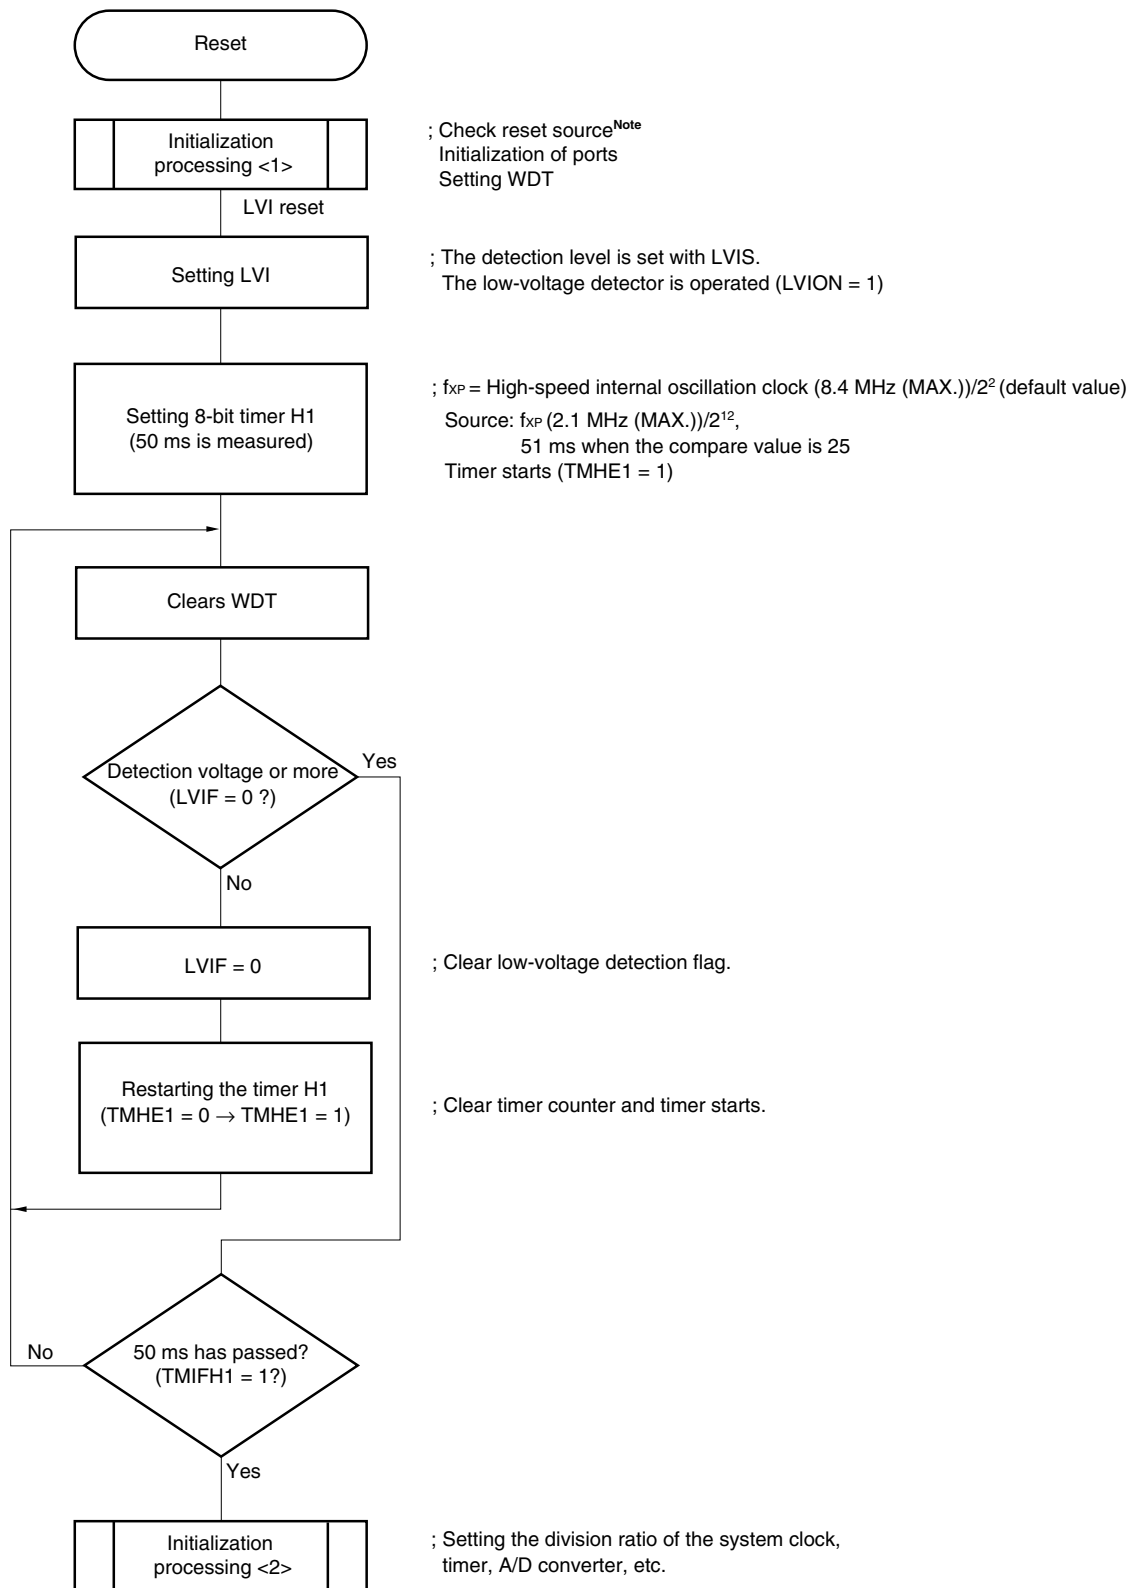 Reset
Initialization
processing <1>
; Check reset source^Note
Initialization of ports
Setting WDT
LVI reset
Setting LVI
; The detection level is set with LVIS.
The low-voltage detector is operated (LVION = 1)
Setting 8-bit timer H1
(50 ms is measured)
; fXP = High-speed internal oscillation clock (8.4 MHz (MAX.))/2² (default value)
Source: fXP (2.1 MHz (MAX.))/2¹²,
51 ms when the compare value is 25
Timer starts (TMHE1 = 1)
Clears WDT
Detection voltage or more
(LVIF = 0 ?)
Yes
No
LVIF = 0
; Clear low-voltage detection flag.
Restarting the timer H1
(TMHE1 = 0 → TMHE1 = 1)
; Clear timer counter and timer starts.
No
50 ms has passed?
(TMIFH1 = 1?)
Yes
Initialization
processing <2>
; Setting the division ratio of the system clock,
timer, A/D converter, etc.